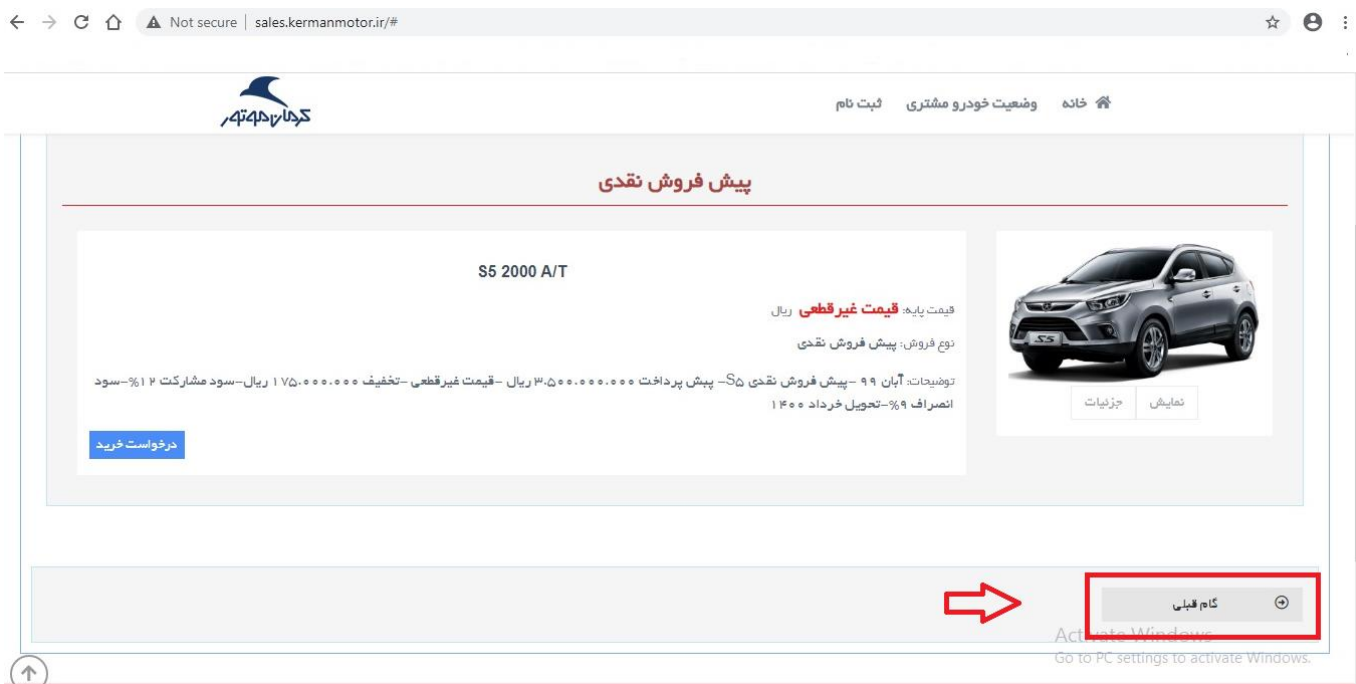 Not secure | sales.kermanmotor.ir/#
خانه وضعیت خودرو مشتری ثبت نام
کرمان موتور
پیش فروش نقدی
S5 2000 A/T
قیمت پایه: قیمت غیر قطعی ریال
نوع فروش: پیش فروش نقدی
توضیحات: آبان ۹۹ -پیش فروش نقدی S۵- پیش پرداخت ۳.۵۰۰.۰۰۰.۰۰۰ ریال -قیمت غیرقطعی -تخفیف ۱۷۵.۰۰۰.۰۰۰ ریال-سود مشارکت ۱۲%-سود
انصراف ۹%-تحویل خرداد ۱۴۰۰
درخواست خرید
S5
نمایش جزئیات
گام قبلی
Activate Windows
Go to PC settings to activate Windows.